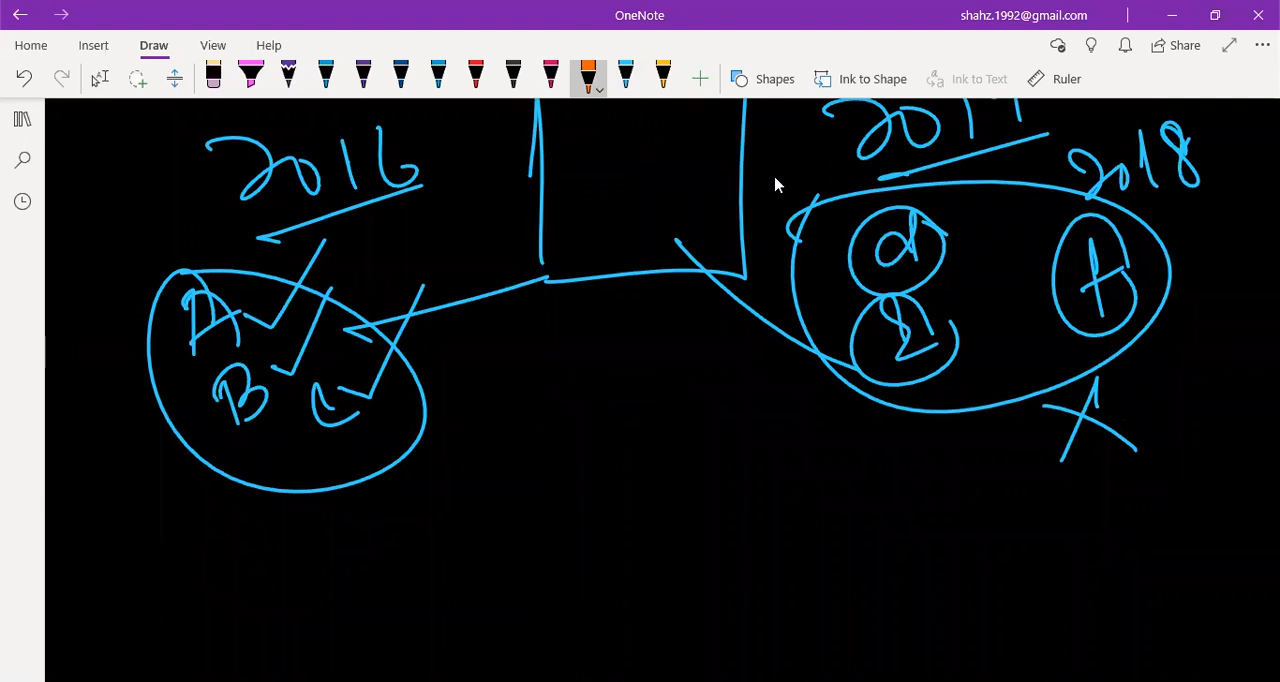 OneNote
shahz.1992@gmail.com
Home Insert Draw View Help
Share
Shapes
Ink to Shape
Ink to Text
Ruler
2016
2018
A
B C
d